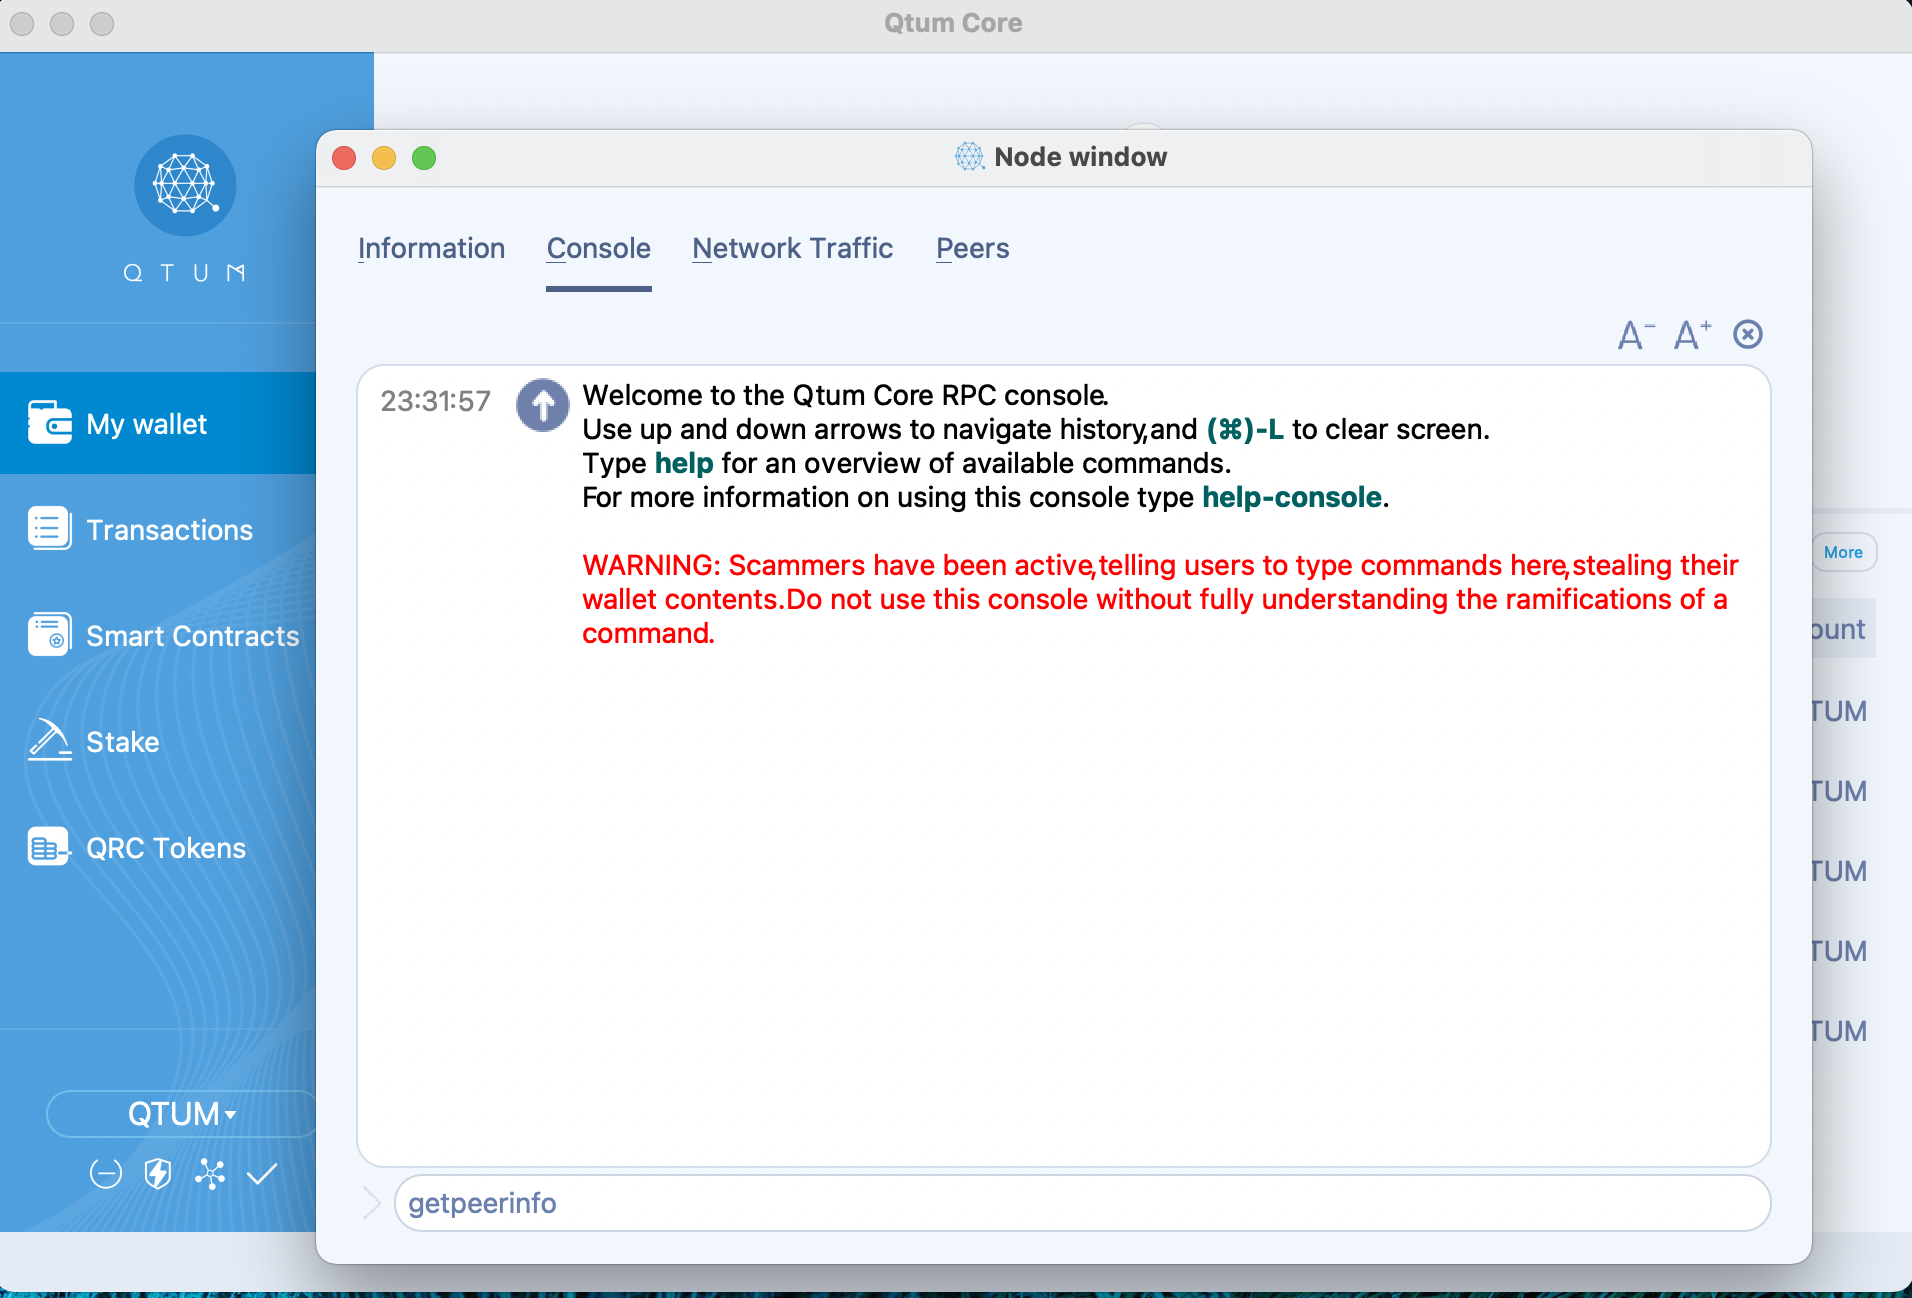 Qtum Core
QTUM
My wallet
Transactions
Smart Contracts
Stake
QRC Tokens
QTUM
Node window
Information Console Network Traffic Peers
A⁻ A⁺
23:31:57
Welcome to the Qtum Core RPC console.
Use up and down arrows to navigate history,and (⌘)-L to clear screen.
Type help for an overview of available commands.
For more information on using this console type help-console.
WARNING: Scammers have been active,telling users to type commands here,stealing their
wallet contents.Do not use this console without fully understanding the ramifications of a
command.
getpeerinfo
More
ount
TUM
TUM
TUM
TUM
TUM